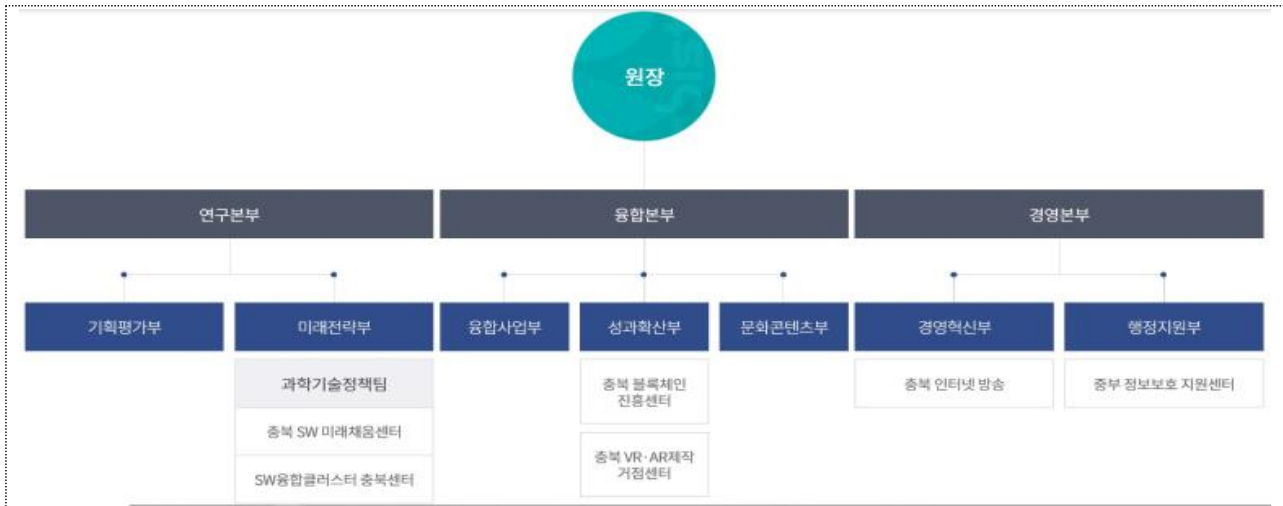 원장
연구본부
융합본부
경영본부
기획평가부
미래전략부
융합사업부
성과확산부
문화콘텐츠부
경영혁신부
행정지원부
과학기술정책팀
충북 SW 미래채움센터
SW융합클러스터 충북센터
충북 블록체인
진흥센터
충북 VR·AR제작
거점센터
충북 인터넷 방송
중부 정보보호 지원센터